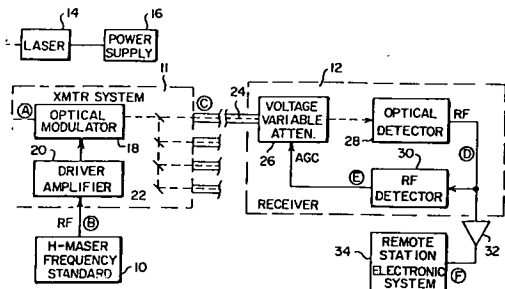 14
16
LASER
POWER
SUPPLY
11
12
XMTR SYSTEM
A
OPTICAL
MODULATOR
18
C
24
VOLTAGE
VARIABLE
ATTEN.
26
OPTICAL
DETECTOR
28
RF
D
20
DRIVER
AMPLIFIER
22
AGC
E
30
RF
DETECTOR
RECEIVER
RF
B
H-MASER
FREQUENCY
STANDARD
10
32
34
REMOTE
STATION
ELECTRONIC
SYSTEM
F